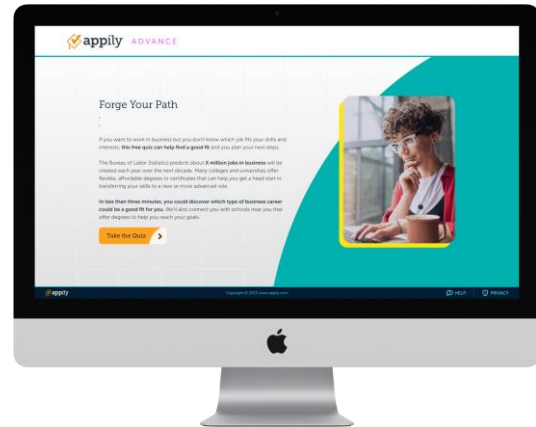 appily ADVANCE
Forge Your Path
If you want to work in business but you don't know which job fits your skills and
interests, this free quiz can help find a good fit and you plan your next steps.
The Bureau of Labor Statistics predicts about X million jobs in business will be
created each year over the next decade. Many colleges and universities offer
flexible, affordable degrees or certificates that can help you get a head start in
transferring your skills to a new or more advanced role.
In less than three minutes, you could discover which type of business career
could be a good fit for you. We'll also connect you with schools near you that
offer degrees to help you reach your goals.
Take the Quiz
appily
Copyright © 2023 www.appily.com
HELP
PRIVACY